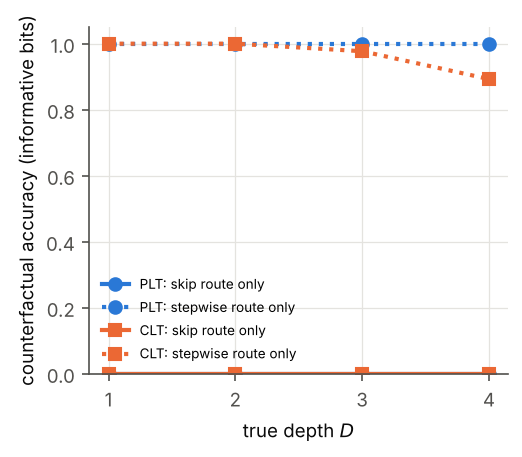 counterfactual accuracy (informative bits)
1.0
0.8
0.6
0.4
0.2
0.0
PLT: skip route only
PLT: stepwise route only
CLT: skip route only
CLT: stepwise route only
1 2 3 4
true depth D